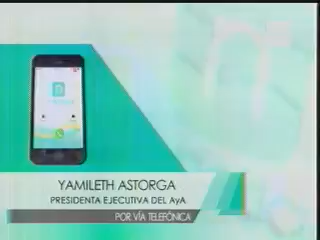 YAMILETH ASTORGA
PRESIDENTA EJECUTIVA DEL AyA
POR VÍA TELEFÓNICA